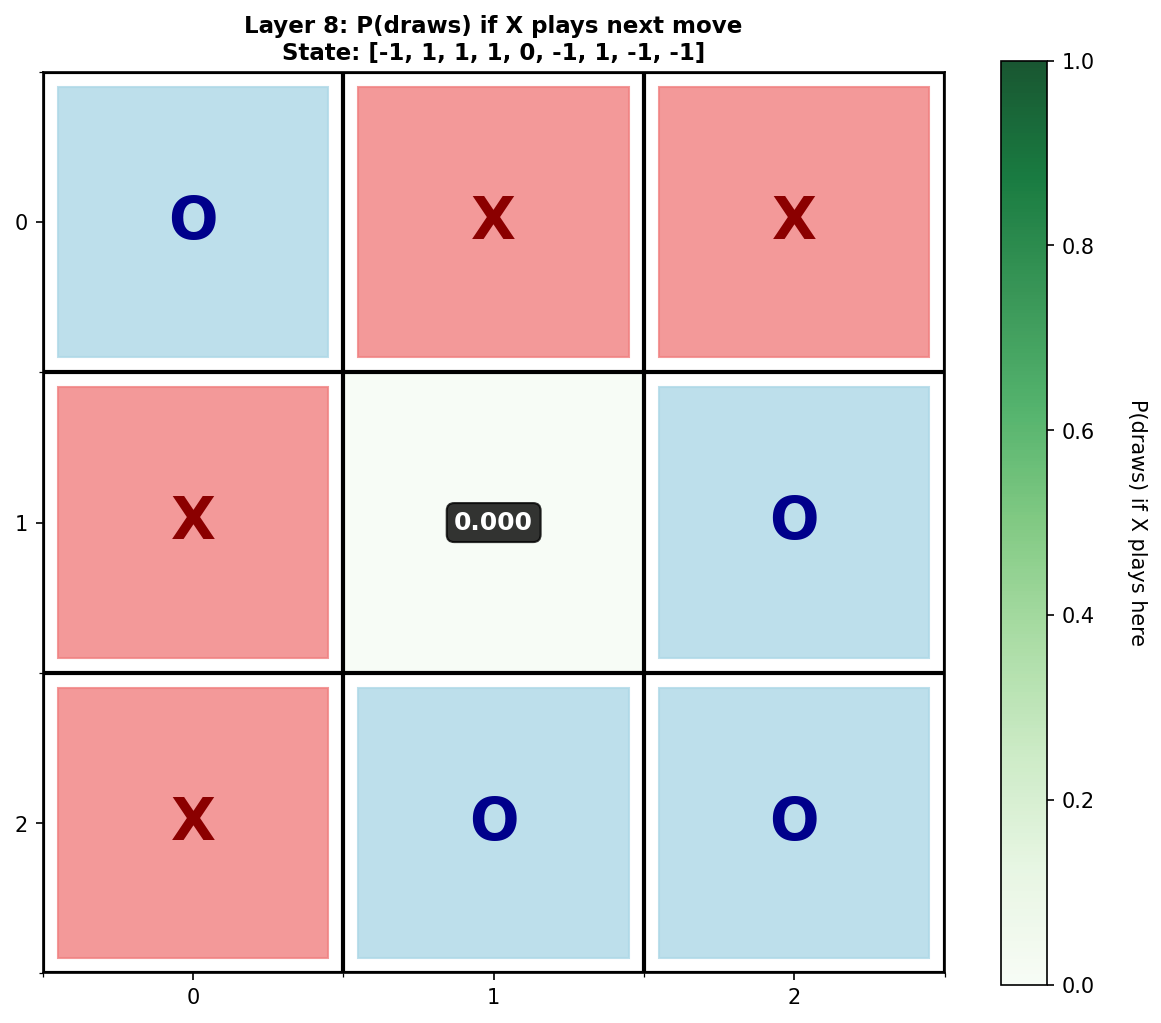 Layer 8: P(draws) if X plays next move
State: [-1, 1, 1, 1, 0, -1, 1, -1, -1]
O X X
X 0.000 O
X O O
0
1
2
0 1 2
1.0
0.8
0.6
0.4
0.2
0.0
P(draws) if X plays here